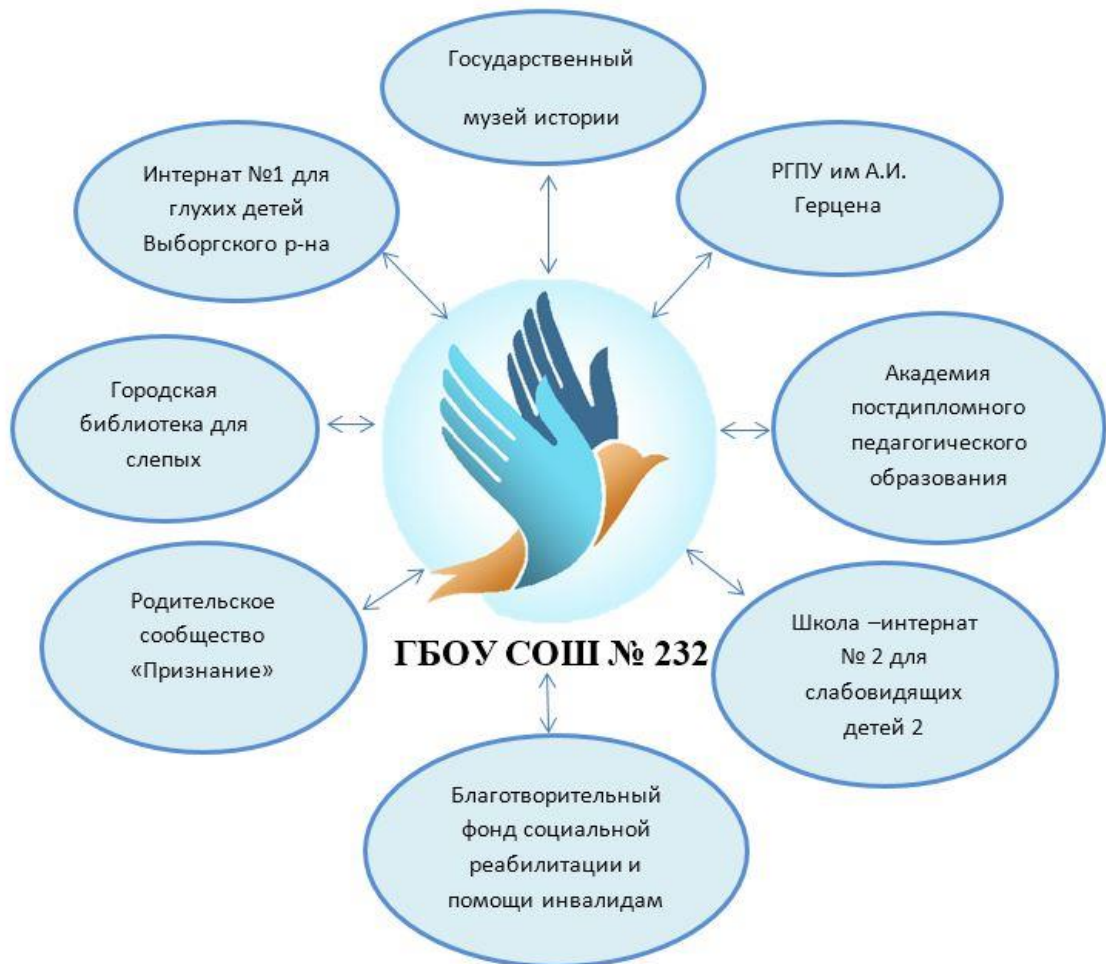 Государственный
музей истории
Интернат №1 для
глухих детей
Выборгского р-на
РГПУ им А.И.
Герцена
Городская
библиотека для
слепых
Академия
постдипломного
педагогического
образования
Родительское
сообщество
«Признание»
ГБОУ СОШ № 232
Школа –интернат
№ 2 для
слабовидящих
детей 2
Благотворительный
фонд социальной
реабилитации и
помощи инвалидам